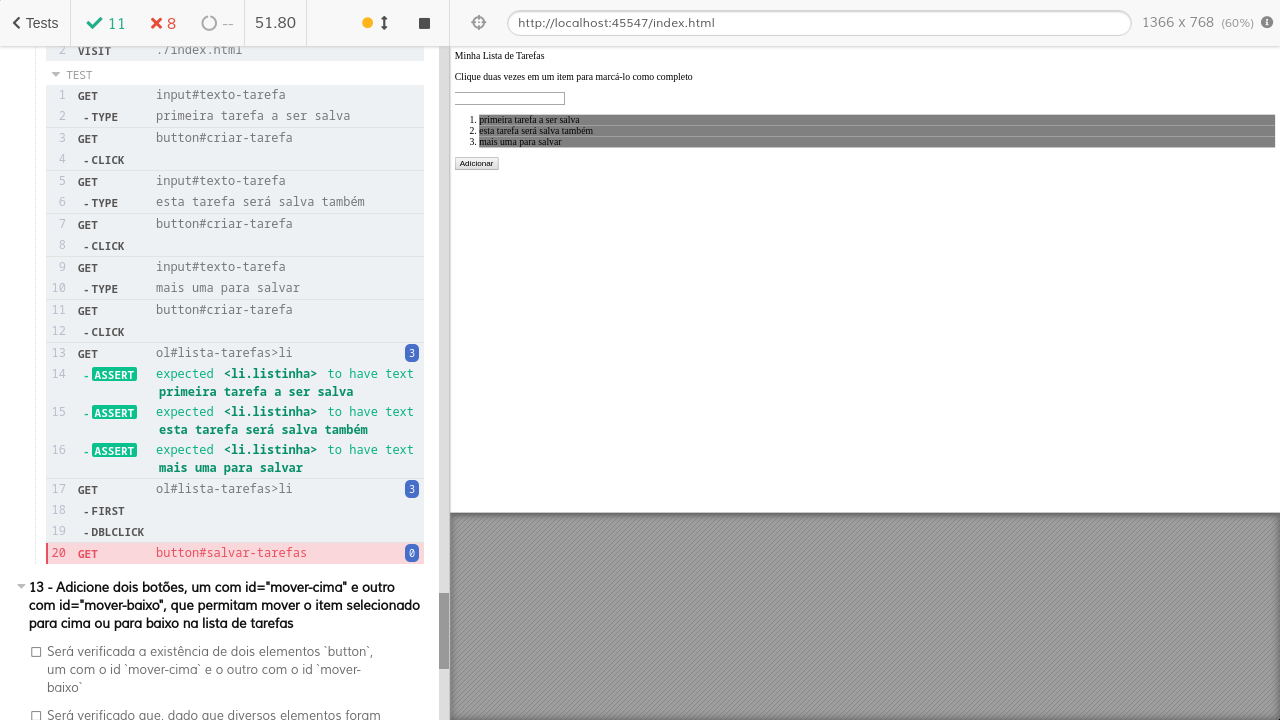 Tests 11 8 -- 51.80 http://localhost:45547/index.html 1366 x 768 (60%)
2 VISIT ./index.html
TEST
1 GET input#texto-tarefa
2 -TYPE primeira tarefa a ser salva
3 GET button#criar-tarefa
4 -CLICK
5 GET input#texto-tarefa
6 -TYPE esta tarefa será salva também
7 GET button#criar-tarefa
8 -CLICK
9 GET input#texto-tarefa
10 -TYPE mais uma para salvar
11 GET button#criar-tarefa
12 -CLICK
13 GET ol#lista-tarefas>li 3
14 -ASSERT expected <li.listinha> to have text
primeira tarefa a ser salva
15 -ASSERT expected <li.listinha> to have text
esta tarefa será salva também
16 -ASSERT expected <li.listinha> to have text
mais uma para salvar
17 GET ol#lista-tarefas>li 3
18 -FIRST
19 -DBLCLICK
20 GET button#salvar-tarefas 0
13 - Adicione dois botões, um com id="mover-cima" e outro
com id="mover-baixo", que permitam mover o item selecionado
para cima ou para baixo na lista de tarefas
Será verificada a existência de dois elementos `button`,
um com o id `mover-cima` e o outro com o id `mover-
baixo`
Será verificado que, dado que diversos elementos foram
Minha Lista de Tarefas
Clique duas vezes em um item para marcá-lo como completo
1. primeira tarefa a ser salva
2. esta tarefa será salva também
3. mais uma para salvar
Adicionar